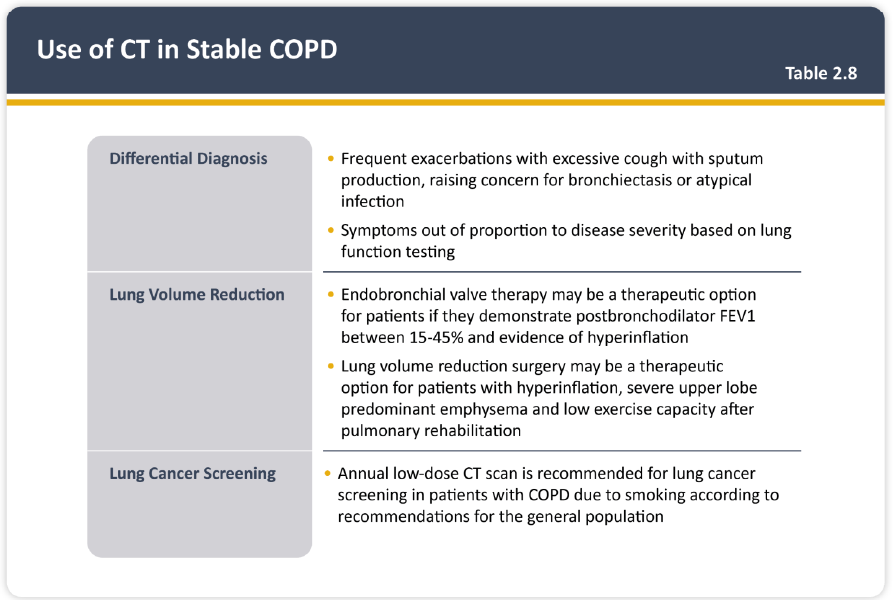 Use of CT in Stable COPD
Table 2.8
Differential Diagnosis
• Frequent exacerbations with excessive cough with sputum
production, raising concern for bronchiectasis or atypical
infection
• Symptoms out of proportion to disease severity based on lung
function testing
Lung Volume Reduction
• Endobronchial valve therapy may be a therapeutic option
for patients if they demonstrate postbronchodilator FEV1
between 15-45% and evidence of hyperinflation
• Lung volume reduction surgery may be a therapeutic
option for patients with hyperinflation, severe upper lobe
predominant emphysema and low exercise capacity after
pulmonary rehabilitation
Lung Cancer Screening
• Annual low-dose CT scan is recommended for lung cancer
screening in patients with COPD due to smoking according to
recommendations for the general population